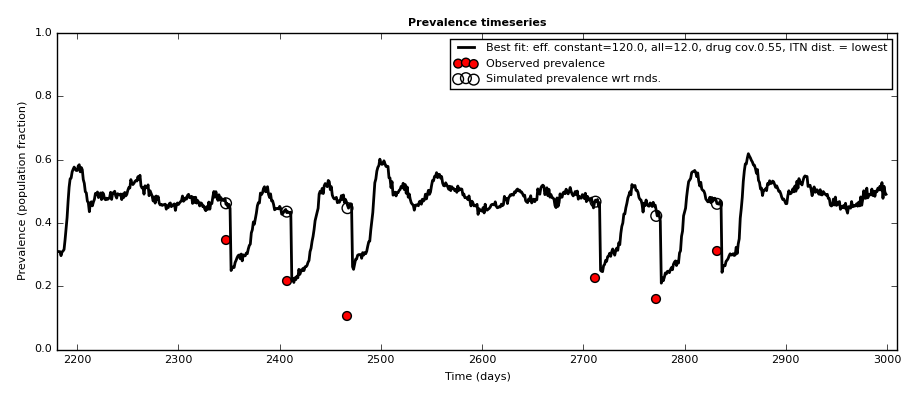 Prevalence timeseries
1.0
0.8
0.6
0.4
0.2
0.0
Prevalence (population fraction)
Best fit: eff. constant=120.0, all=12.0, drug cov.0.55, ITN dist. = lowest
Observed prevalence
Simulated prevalence wrt rnds.
2200 2300 2400 2500 2600 2700 2800 2900 3000
Time (days)